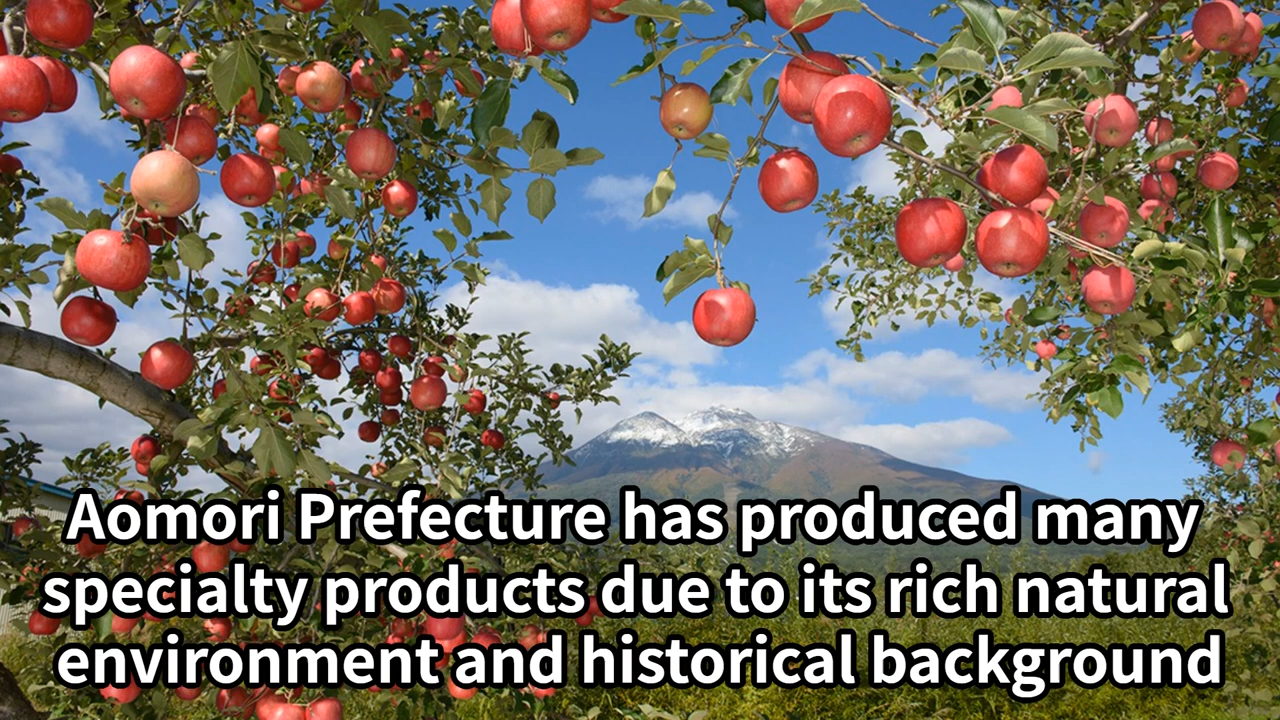 Aomori Prefecture has produced many
specialty products due to its rich natural
environment and historical background